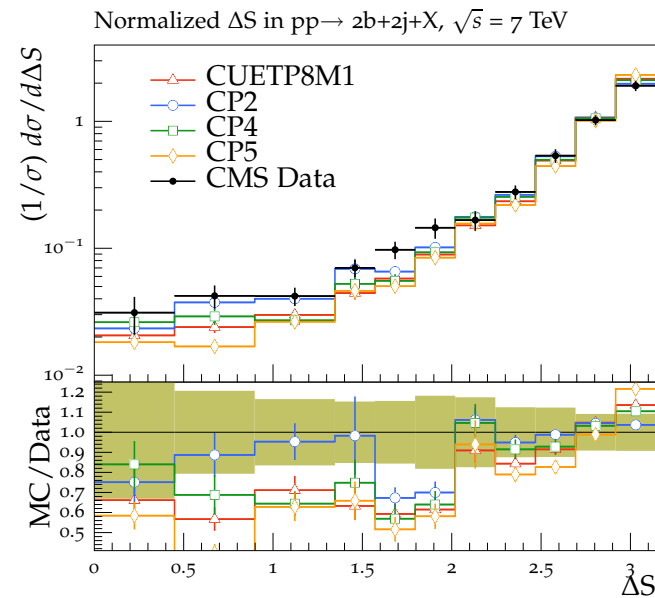 Normalized ΔS in pp→ 2b+2j+X, √s = 7 TeV
(1/σ) dσ/dΔS
CUETP8M1
CP2
CP4
CP5
CMS Data
1
10⁻¹
10⁻²
MC/Data
1.2
1.1
1.0
0.9
0.8
0.7
0.6
0.5
0 0.5 1 1.5 2 2.5 3
ΔS